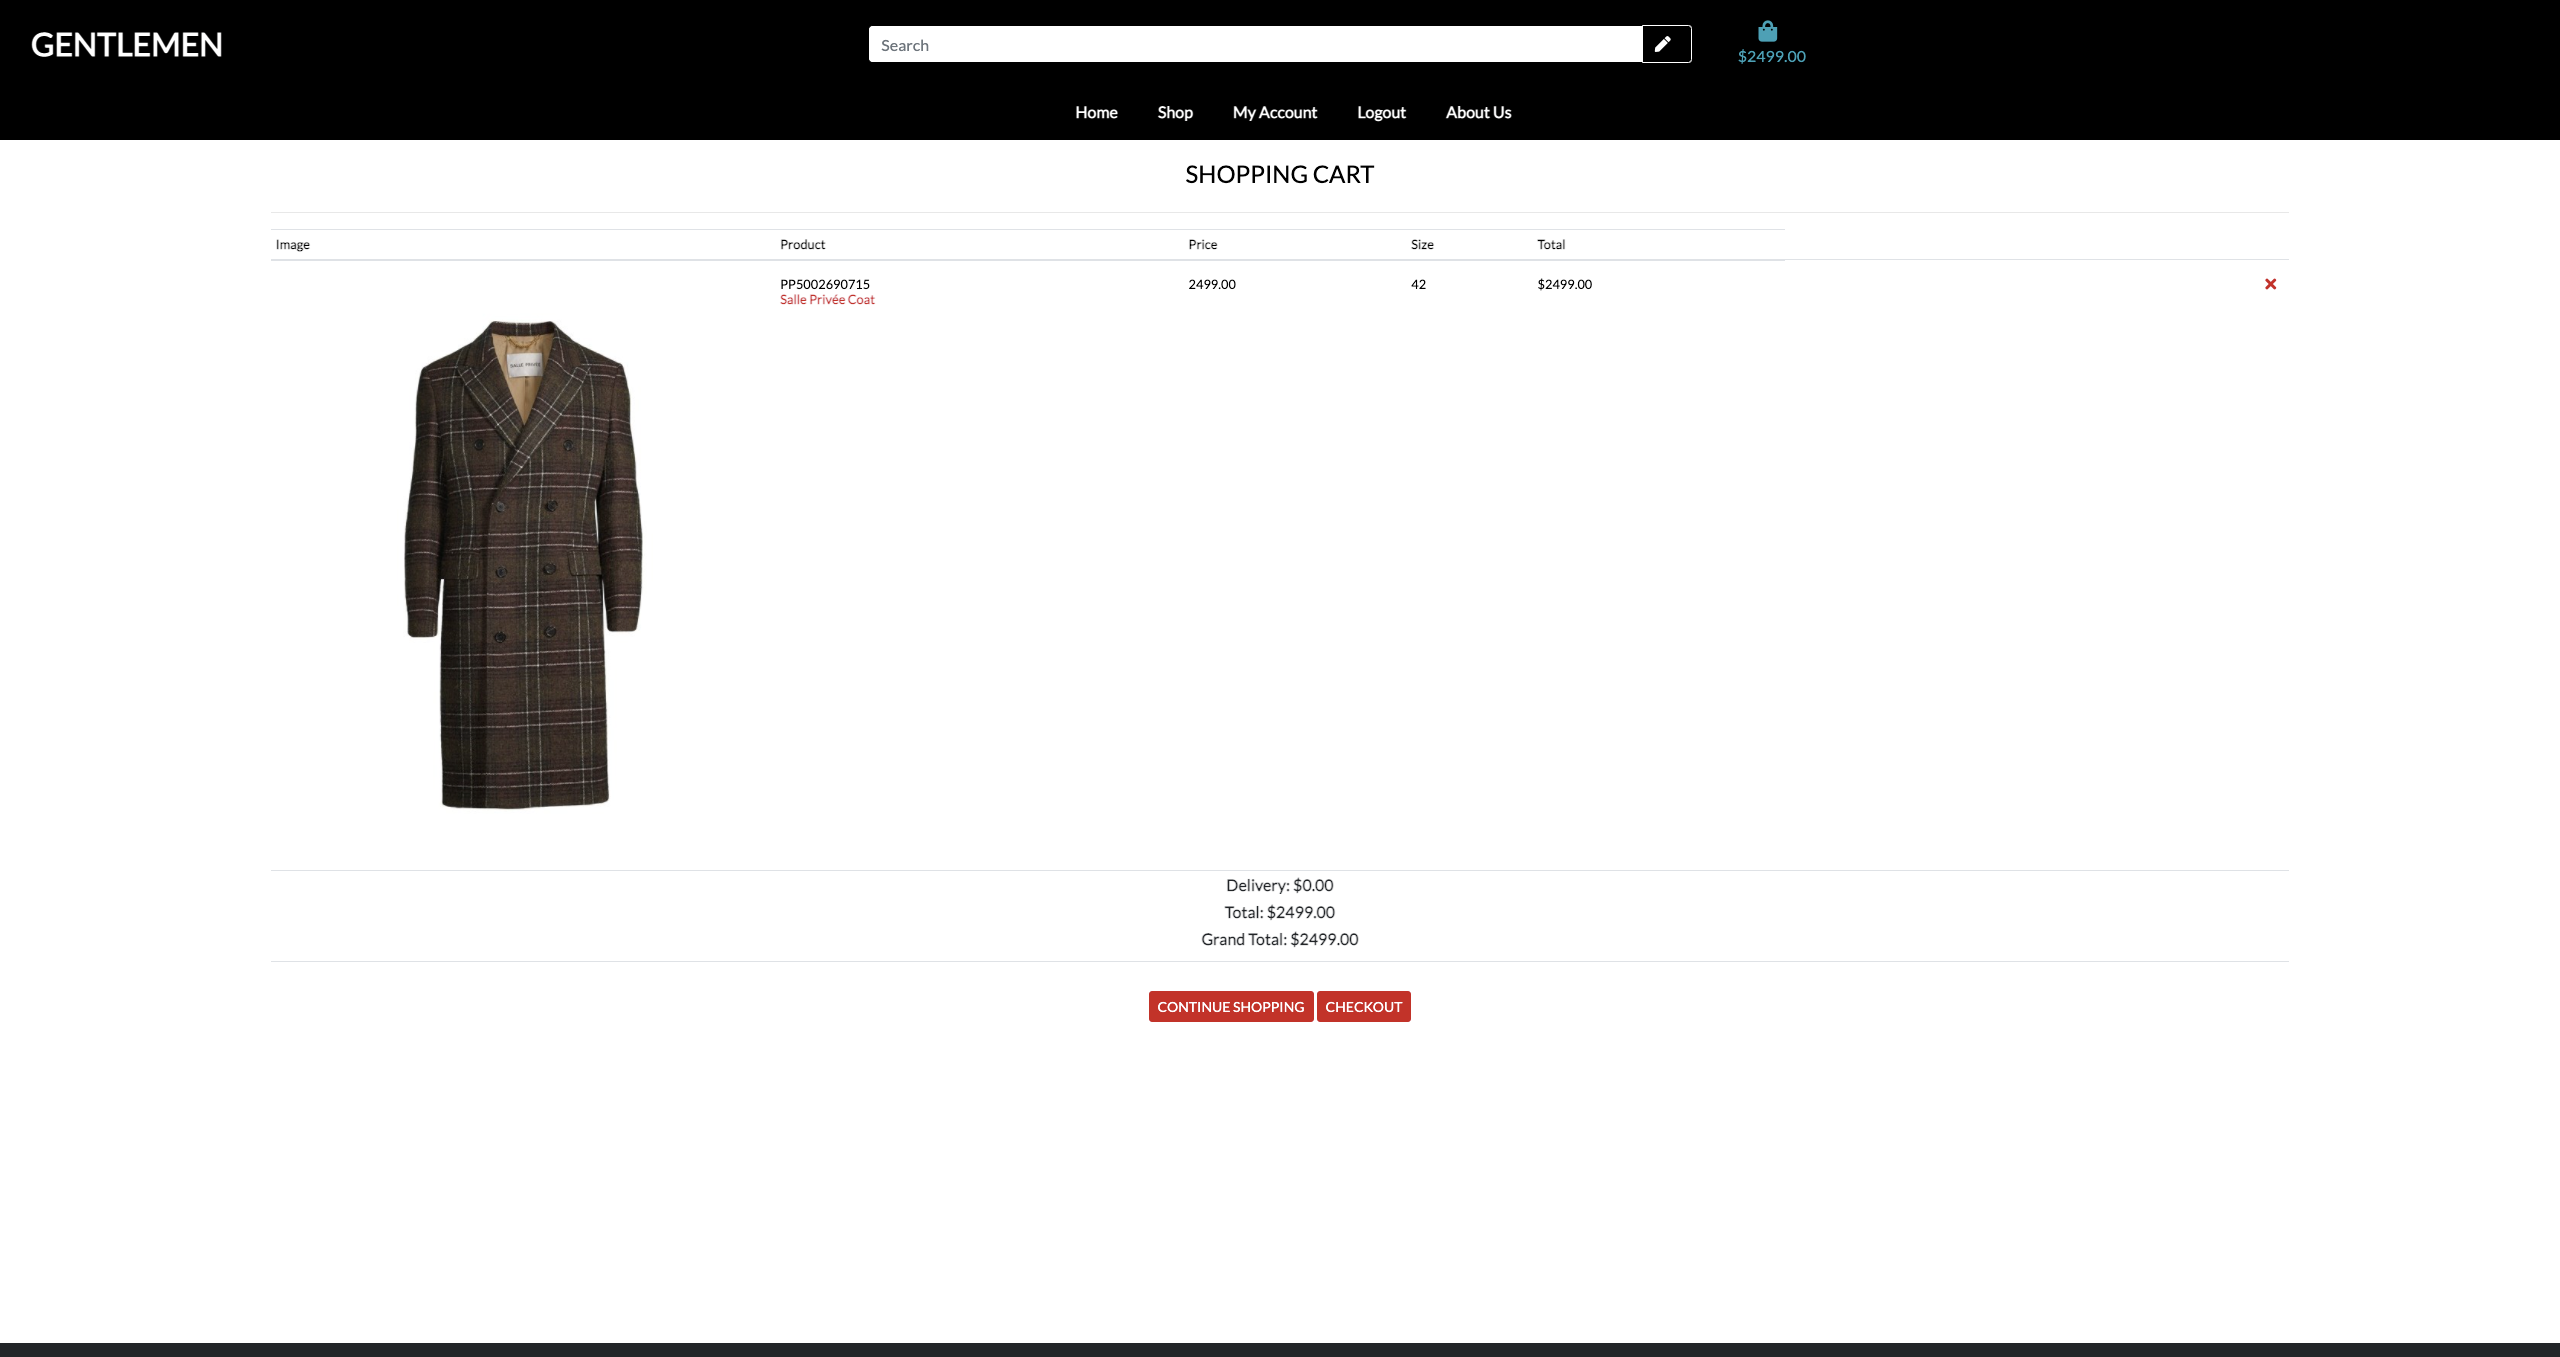 GENTLEMEN
Search
$2499.00
Home Shop My Account Logout About Us
SHOPPING CART
Image Product Price Size Total
PP5002690715 2499.00 42 $2499.00
Salle Privée Coat
SALLE PRIVÉE
Delivery: $0.00
Total: $2499.00
Grand Total: $2499.00
CONTINUE SHOPPING CHECKOUT